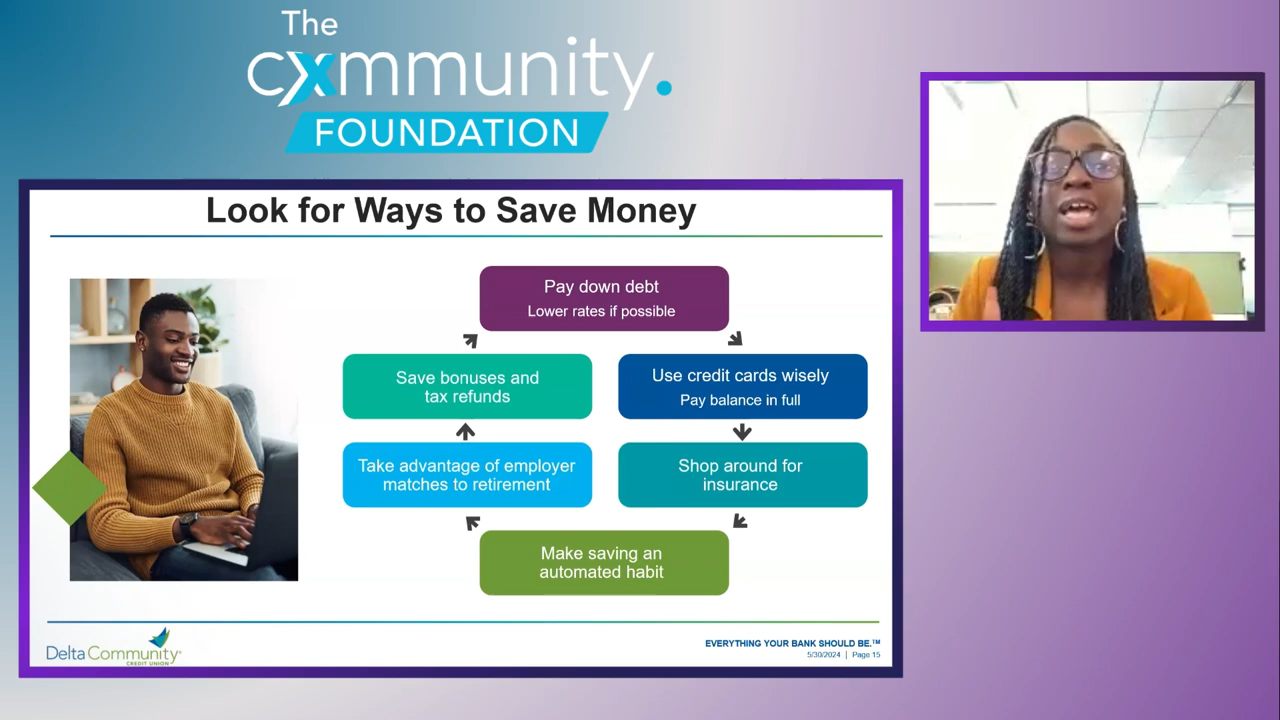 The
cxmmunity.
FOUNDATION
Look for Ways to Save Money
Pay down debt
Lower rates if possible
Save bonuses and
tax refunds
Use credit cards wisely
Pay balance in full
Take advantage of employer
matches to retirement
Shop around for
insurance
Make saving an
automated habit
Delta Community
CREDIT UNION
EVERYTHING YOUR BANK SHOULD BE.™
5/30/2024 | Page 15